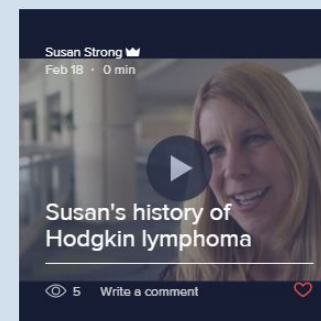 Susan Strong
Feb 18 · 0 min
Susan's history of
Hodgkin lymphoma
5 Write a comment